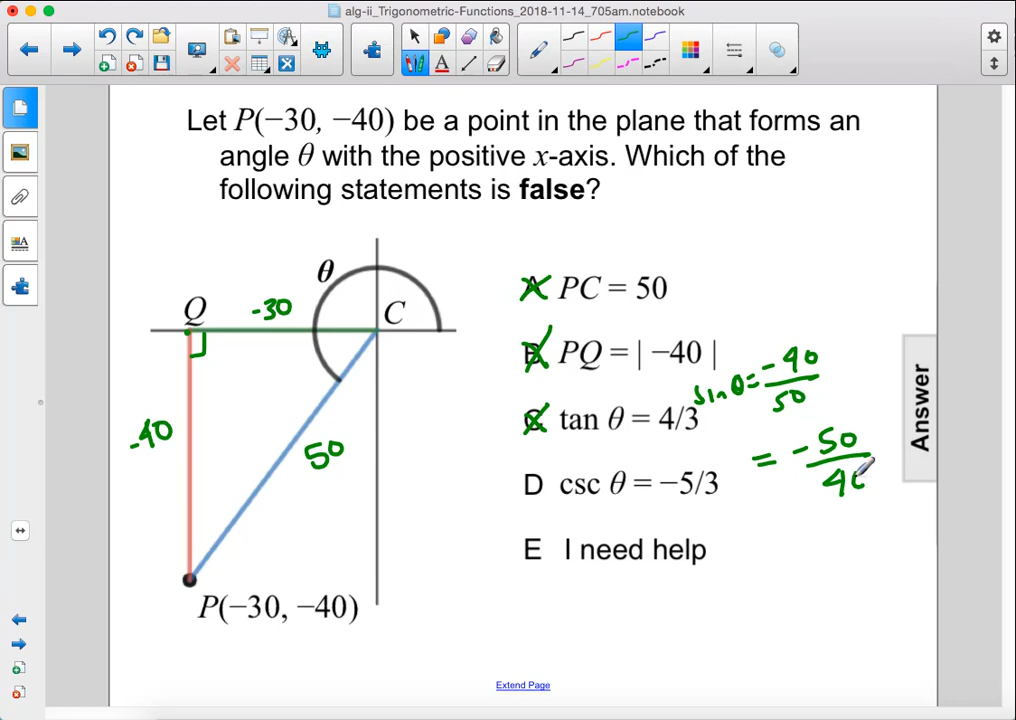 alg-ii_Trigonometric-Functions_2018-11-14_705am.notebook
Let P(−30, −40) be a point in the plane that forms an
angle θ with the positive x-axis. Which of the
following statements is false?
θ
Q
-30
C
-40
50
P(−30, −40)
A PC = 50
B PQ = | −40 |
C tan θ = 4/3
sin θ = -40/50
D csc θ = −5/3
= -50/40
E I need help
Answer
Extend Page